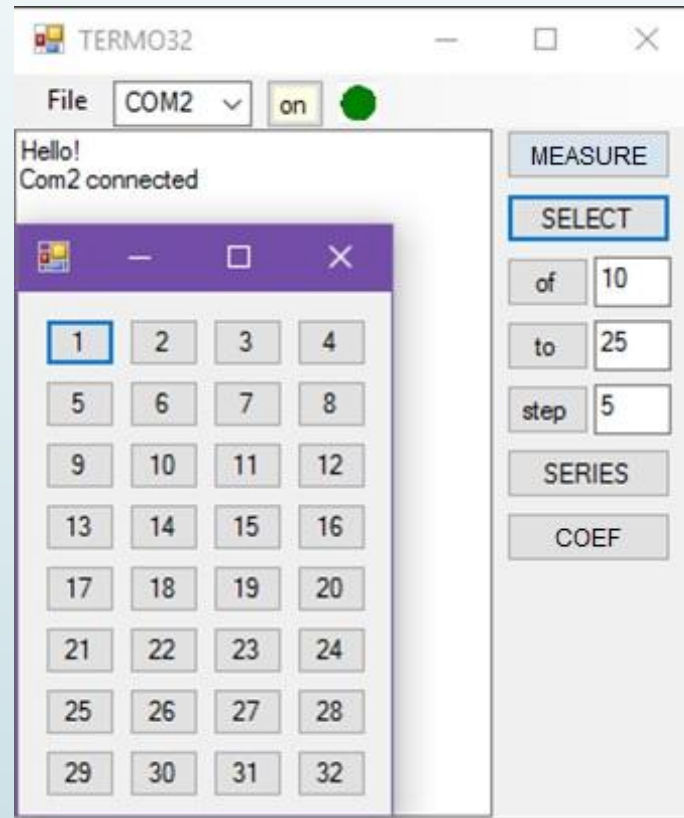 TERMO32
File COM2 on
Hello!
Com2 connected
MEASURE
SELECT
of 10
to 25
step 5
SERIES
COEF
1 2 3 4
5 6 7 8
9 10 11 12
13 14 15 16
17 18 19 20
21 22 23 24
25 26 27 28
29 30 31 32